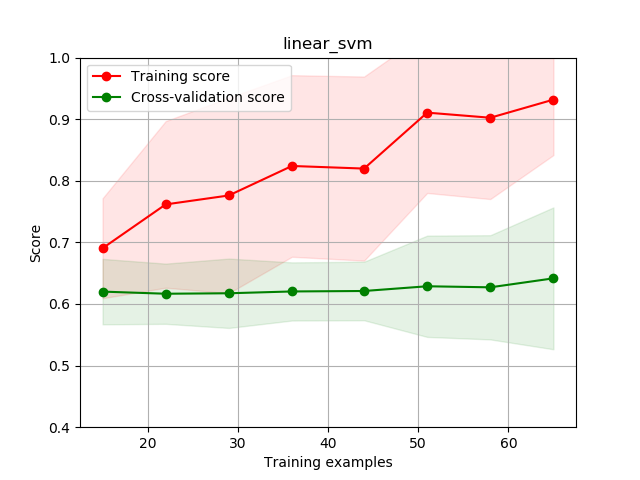 linear_svm
Training score
Cross-validation score
1.0
0.9
0.8
0.7
0.6
0.5
0.4
Score
20 30 40 50 60
Training examples